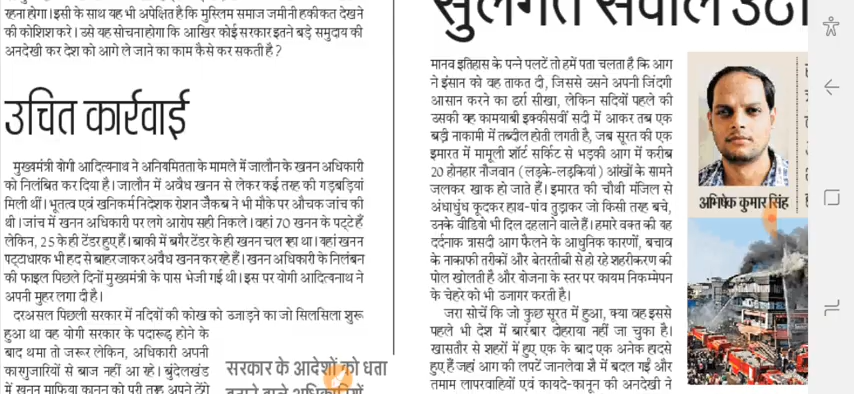 रहना होगा। इसी के साथ यह भी अपेक्षित है कि मुस्लिम समाज जमीनी हकीकत देखने
की कोशिश करे। उसे यह सोचना होगा कि आखिर कोई सरकार इतने बड़े समुदाय की
अनदेखी कर देश को आगे ले जाने का काम कैसे कर सकती है?
उचित कार्रवाई
मुख्यमंत्री योगी आदित्यनाथ ने अनियमितता के मामले में जालौन के खनन अधिकारी
को निलंबित कर दिया है। जालौन में अवैध खनन से लेकर कई तरह की गड़बड़ियां
मिली थीं। भूतत्व एवं खनिकर्म निदेशक रोशन जैकब ने भी मौके पर औचक जांच की
थी। जांच में खनन अधिकारी पर लगे आरोप सही निकले। वहां 70 खनन के पट्टे हैं
लेकिन, 25 के ही टेंडर हुए हैं। बाकी में बगैर टेंडर के ही खनन चल रहा था। वहां खनन
पट्टाधारक भी हद से बाहर जाकर अवैध खनन कर रहे हैं। खनन अधिकारी के निलंबन
की फाइल पिछले दिनों मुख्यमंत्री के पास भेजी गई थी। इस पर योगी आदित्यनाथ ने
अपनी मुहर लगा दी है।
दरअसल पिछली सरकार में नदियों की कोख को उजाड़ने का जो सिलसिला शुरू
हुआ था वह योगी सरकार के पदारूढ़ होने के
बाद थमा तो जरूर लेकिन, अधिकारी अपनी
कारगुजारियों से बाज नहीं आ रहे। बुंदेलखंड
में खनन माफिया कानून को पूरी तरह अपने ठेंगे
सरकार के आदेशों को धता
सुलगते सवाल उठा
मानव इतिहास के पन्ने पलटें तो हमें पता चलता है कि आग
ने इंसान को वह ताकत दी, जिससे उसने अपनी जिंदगी
आसान करने का ढर्रा सीखा, लेकिन सदियों पहले की
उसकी यह कामयाबी इक्कीसवीं सदी में आकर तब एक
बड़ी नाकामी में तब्दील होती लगती है, जब सूरत की एक
इमारत में मामूली शॉर्ट सर्किट से भड़की आग में करीब
20 होनहार नौजवान (लड़के-लड़कियां) आंखों के सामने
जलकर खाक हो जाते हैं। इमारत की चौथी मंजिल से
अंधाधुंध कूदकर हाथ-पांव तुड़ाकर जो किसी तरह बचे,
उनके वीडियो भी दिल दहलाने वाले हैं। हमारे वक्त की यह
दर्दनाक त्रासदी आग फैलने के आधुनिक कारणों, बचाव
के नाकाफी तरीकों और बेतरतीबी से हो रहे शहरीकरण की
पोल खोलती है और योजना के स्तर पर कायम निकम्मेपन
के चेहरे को भी उजागर करती है।
जरा सोचें कि जो कुछ सूरत में हुआ, क्या वह इससे
पहले भी देश में बारंबार दोहराया नहीं जा चुका है।
खासतौर से शहरों में हुए एक के बाद एक अनेक हादसे
हुए हैं जहां आग की लपटें जानलेवा शै में बदल गईं और
तमाम लापरवाहियों एवं कायदे-कानून की अनदेखी ने
अभिषेक कुमार सिंह